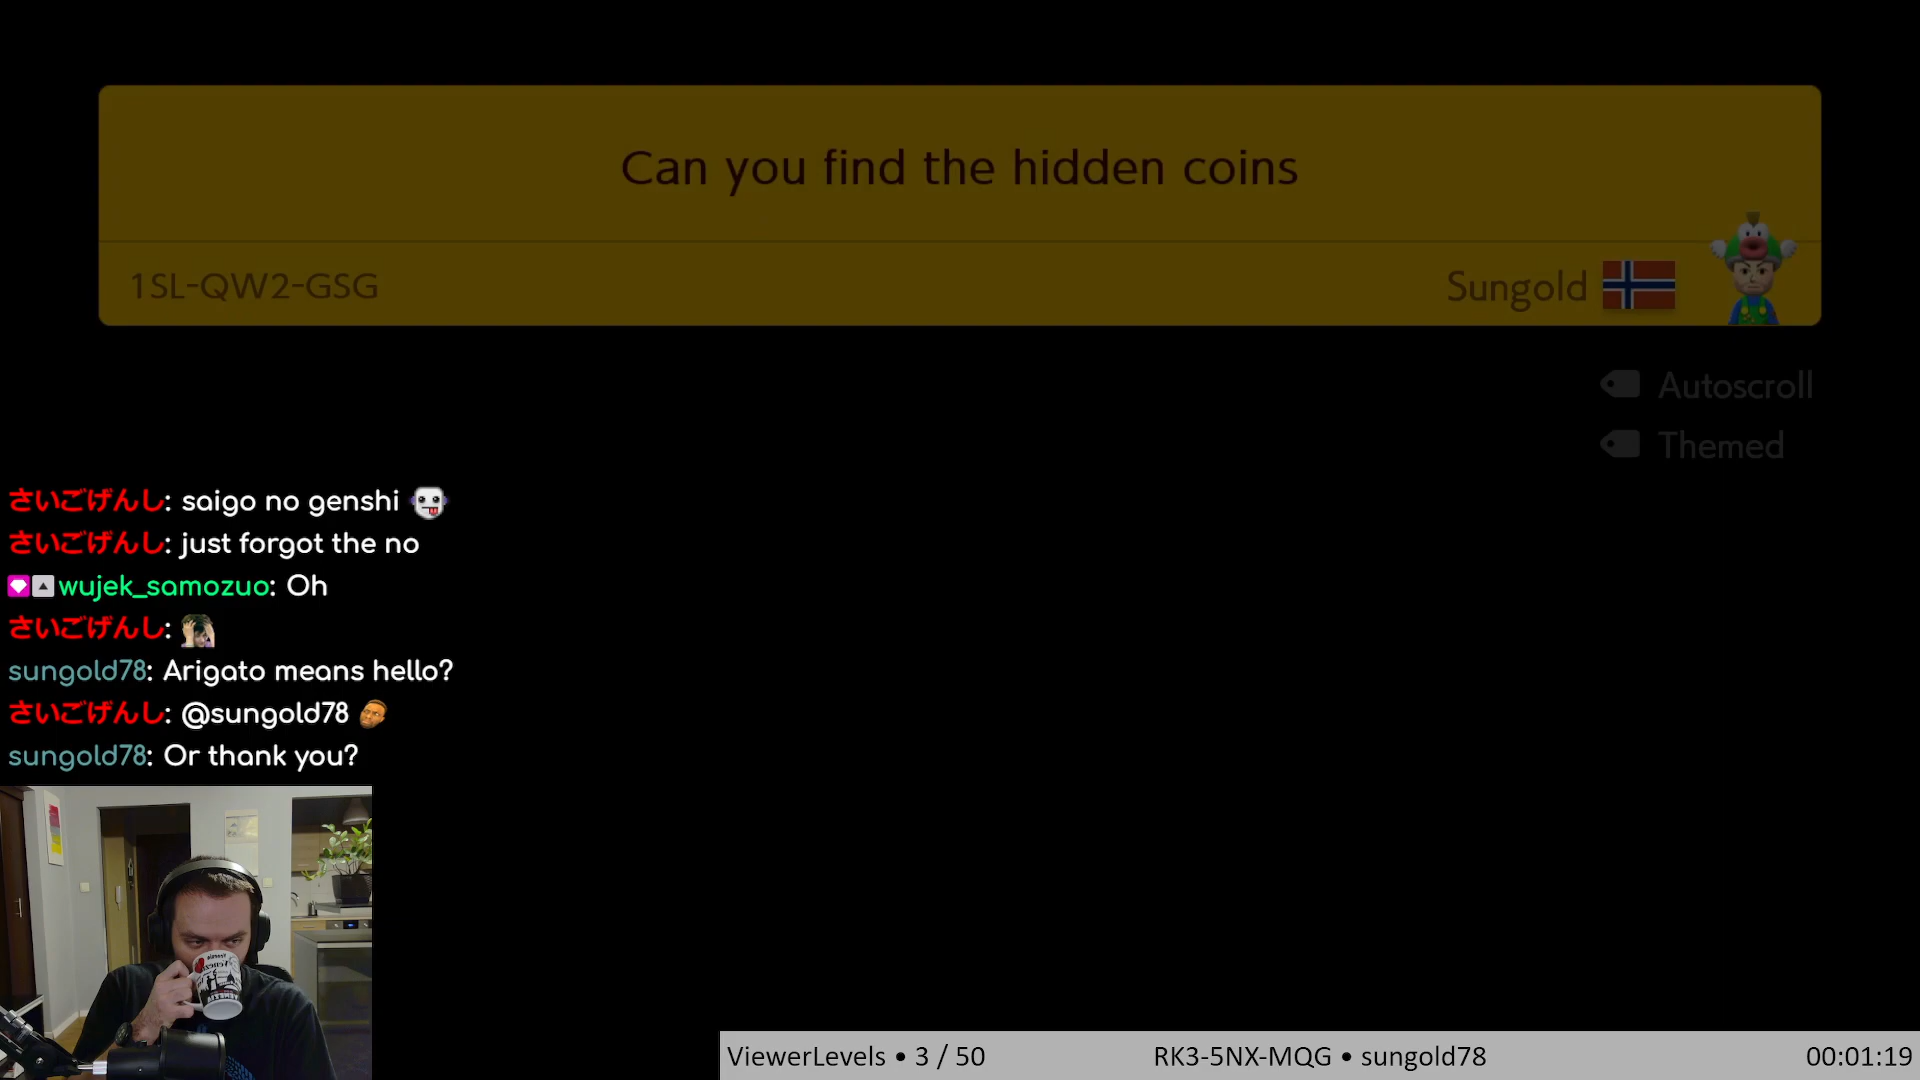 Can you find the hidden coins
1SL-QW2-GSG
Sungold
Autoscroll
Themed
さいごげんし: saigo no genshi
さいごげんし: just forgot the no
wujek_samozuo: Oh
さいごげんし:
sungold78: Arigato means hello?
さいごげんし: @sungold78
sungold78: Or thank you?
ViewerLevels • 3 / 50
RK3-5NX-MQG • sungold78
00:01:19